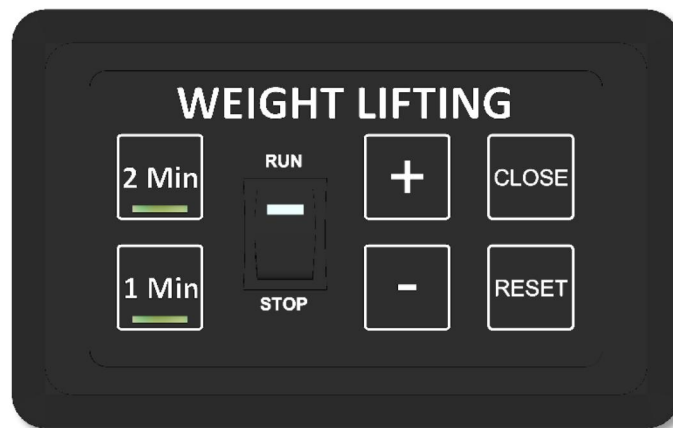 WEIGHT LIFTING
2 Min
RUN
+
CLOSE
1 Min
STOP
-
RESET